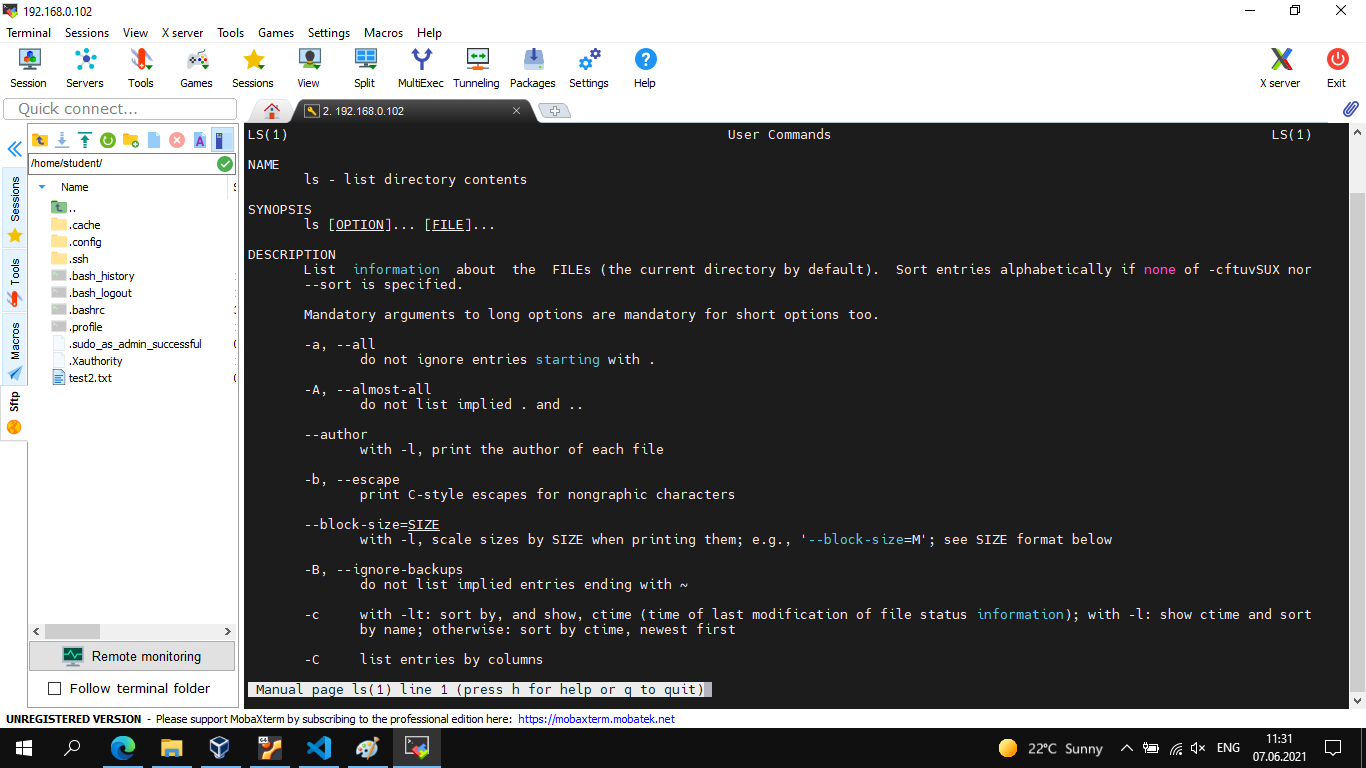 192.168.0.102
Terminal Sessions View X server Tools Games Settings Macros Help
Session Servers Tools Games Sessions View Split MultiExec Tunneling Packages Settings Help X server Exit
Quick connect...
2. 192.168.0.102
/home/student/
Name
..
.cache
.config
.ssh
.bash_history
.bash_logout
.bashrc
.profile
.sudo_as_admin_successful
.Xauthority
test2.txt
Sessions
Tools
Macros
Sftp
Remote monitoring
Follow terminal folder
LS(1) User Commands LS(1)
NAME
ls - list directory contents
SYNOPSIS
ls [OPTION]... [FILE]...
DESCRIPTION
List information about the FILEs (the current directory by default). Sort entries alphabetically if none of -cftuvSUX nor
--sort is specified.
Mandatory arguments to long options are mandatory for short options too.
-a, --all
do not ignore entries starting with .
-A, --almost-all
do not list implied . and ..
--author
with -l, print the author of each file
-b, --escape
print C-style escapes for nongraphic characters
--block-size=SIZE
with -l, scale sizes by SIZE when printing them; e.g., '--block-size=M'; see SIZE format below
-B, --ignore-backups
do not list implied entries ending with ~
-c with -lt: sort by, and show, ctime (time of last modification of file status information); with -l: show ctime and sort
by name; otherwise: sort by ctime, newest first
-C list entries by columns
Manual page ls(1) line 1 (press h for help or q to quit)
UNREGISTERED VERSION - Please support MobaXterm by subscribing to the professional edition here: https://mobaxterm.mobatek.net
22°C Sunny
ENG
11:31
07.06.2021